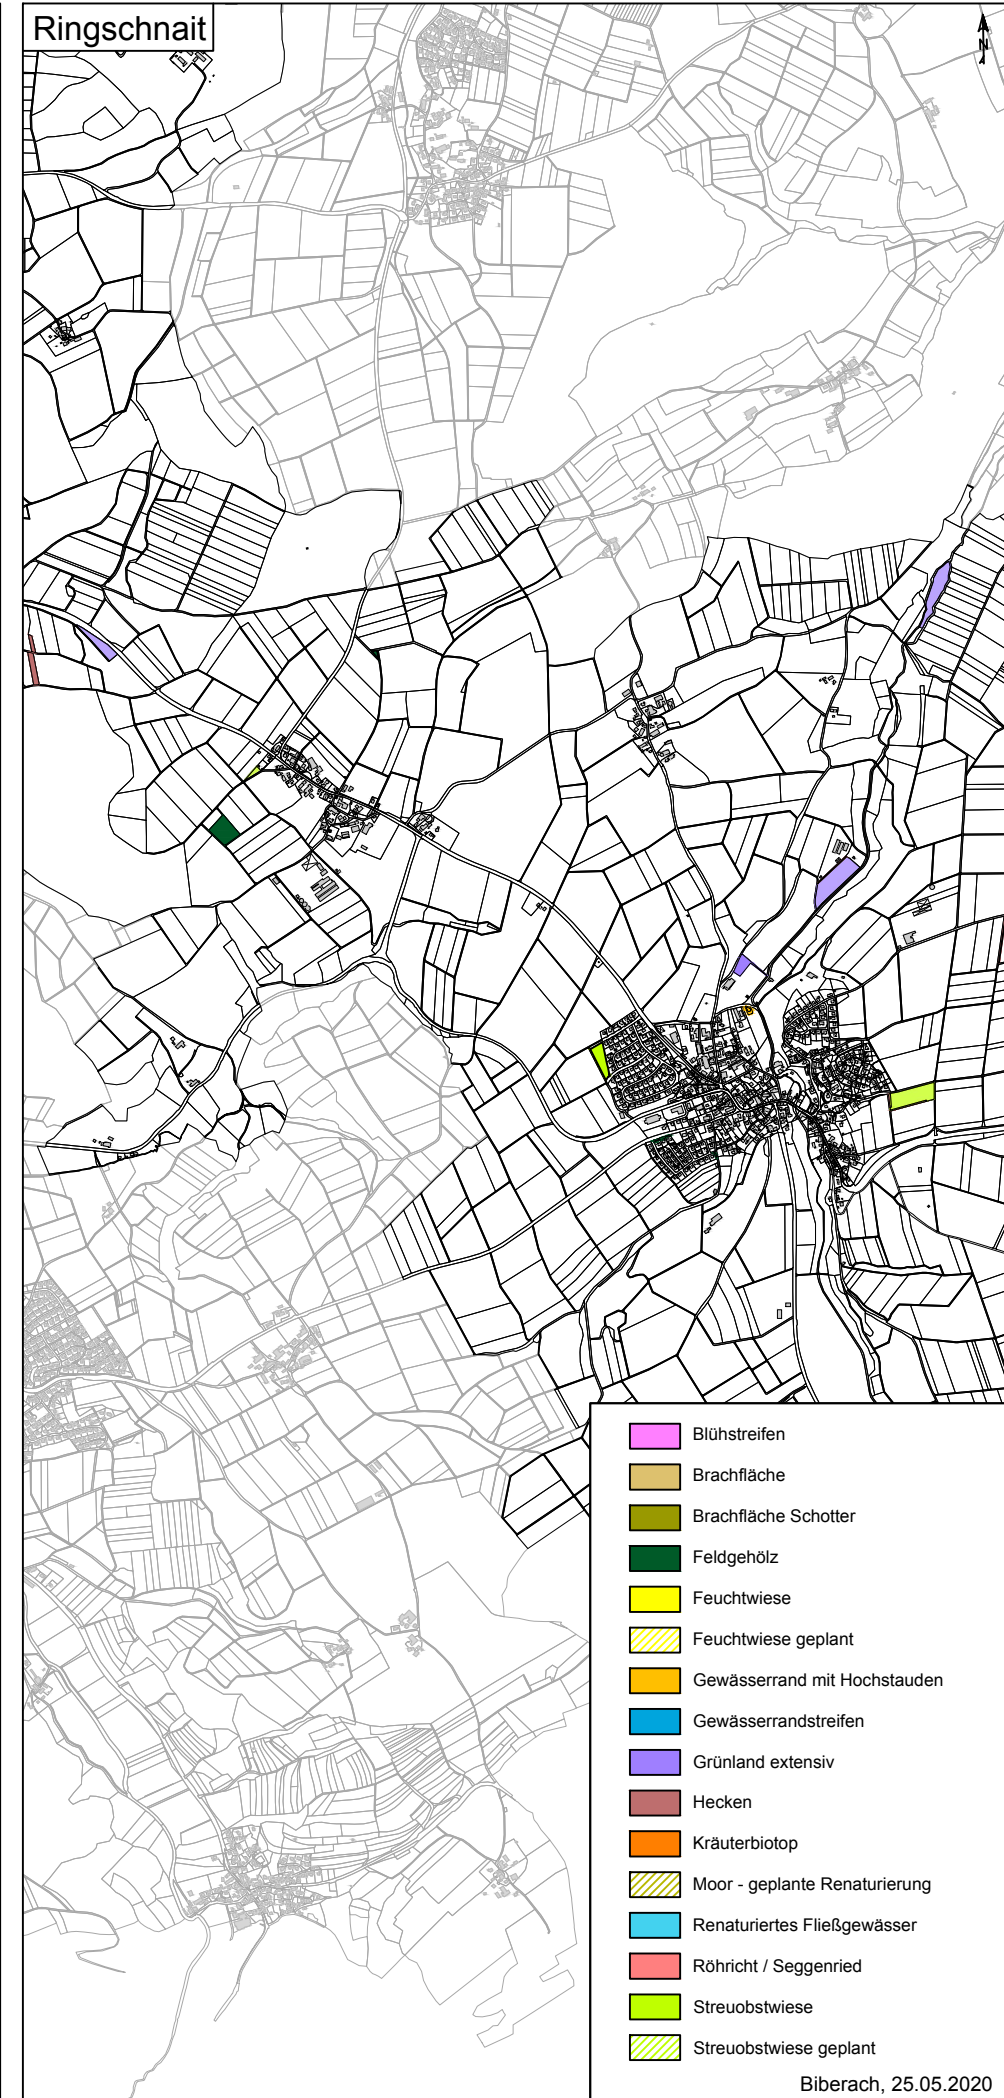 Ringschnait
N
Blühstreifen
Brachfläche
Brachfläche Schotter
Feldgehölz
Feuchtwiese
Feuchtwiese geplant
Gewässerrand mit Hochstauden
Gewässerrandstreifen
Grünland extensiv
Hecken
Kräuterbiotop
Moor - geplante Renaturierung
Renaturiertes Fließgewässer
Röhricht / Seggenried
Streuobstwiese
Streuobstwiese geplant
Biberach, 25.05.2020